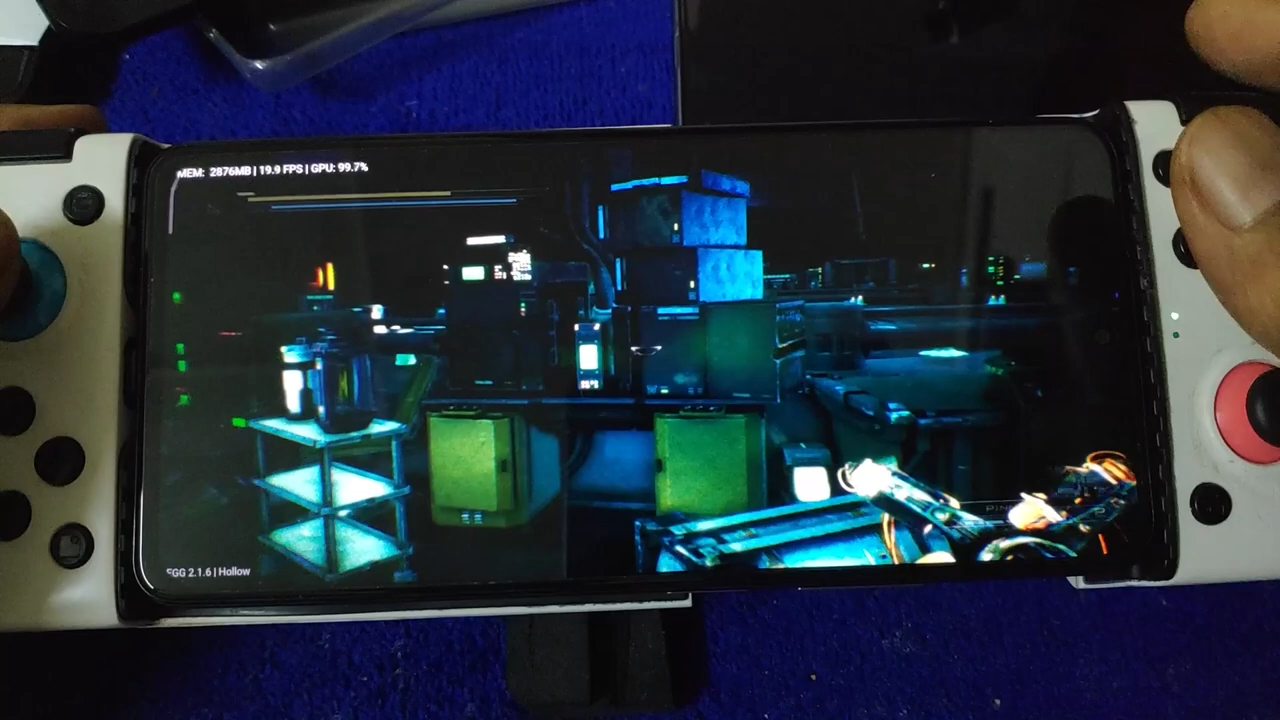 MEM: 2876MB | 19.9 FPS | GPU: 99.7%
EGG 2.1.6 | Hollow